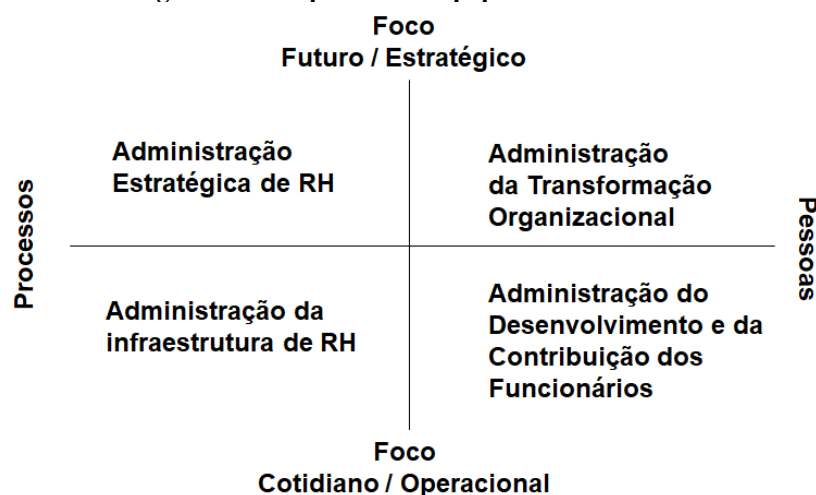 Foco
Futuro / Estratégico
Administração
Estratégica de RH
Administração
da Transformação
Organizacional
Processos
Pessoas
Administração da
infraestrutura de RH
Administração do
Desenvolvimento e da
Contribuição dos
Funcionários
Foco
Cotidiano / Operacional